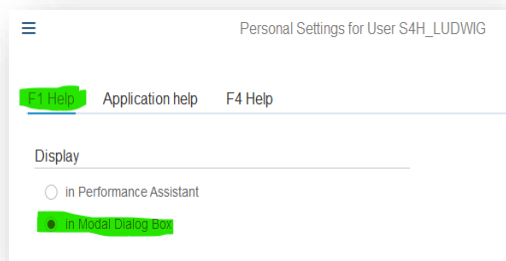 Personal Settings for User S4H_LUDWIG
F1 Help Application help F4 Help
Display
in Performance Assistant
in Modal Dialog Box